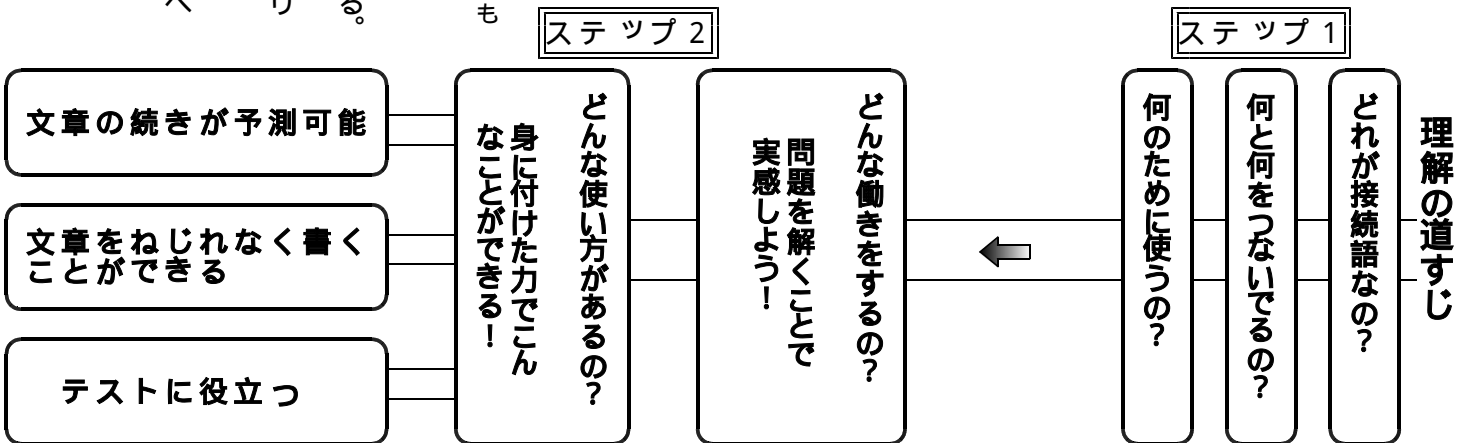 理解の道すじ
ステップ1
どれが接続語なの？
何と何をつないでるの？
何のために使うの？
ステップ2
どんな働きをするの？
問題を解くことで
実感しよう！
どんな使い方があるの？
身に付けた力でこん
なことができる！
文章の続きが予測可能
文章をねじれなく書く
ことができる
テストに役立つ
も
る。